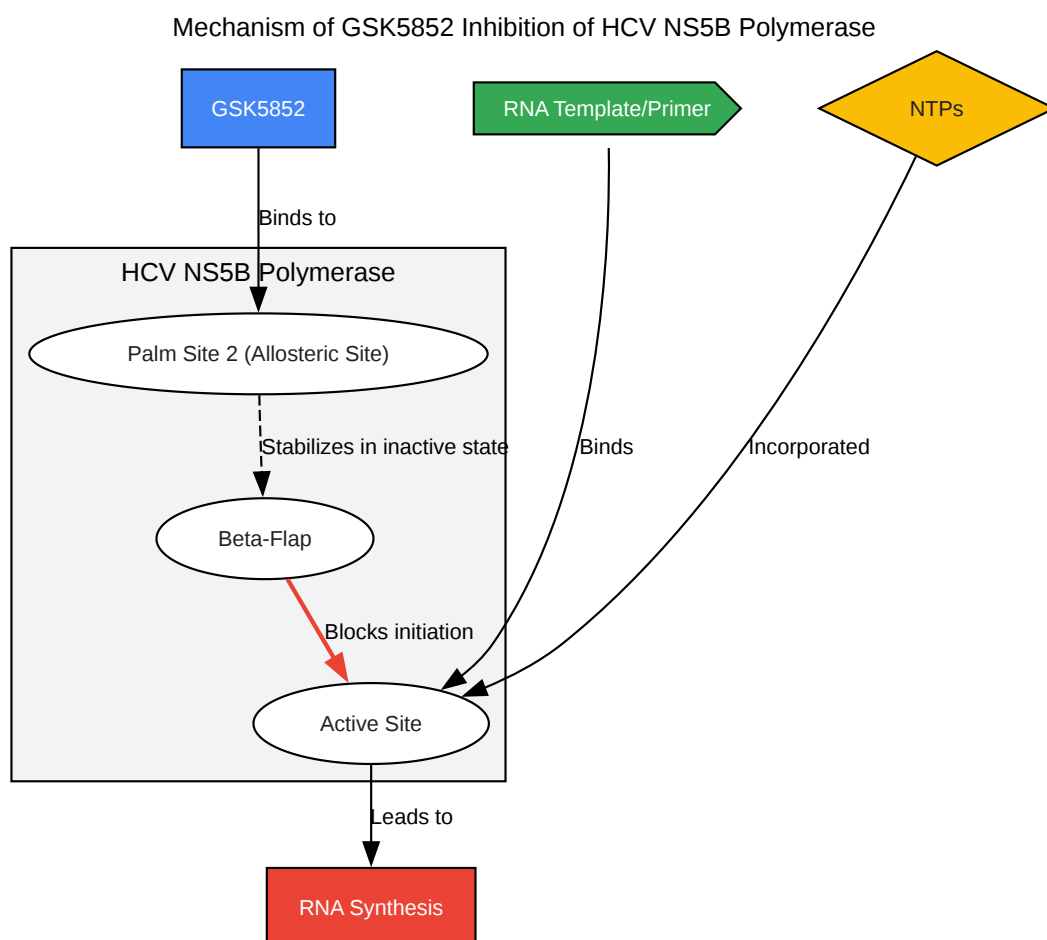 Mechanism of GSK5852 Inhibition of HCV NS5B Polymerase
GSK5852
RNA Template/Primer
NTPs
Binds to
HCV NS5B Polymerase
Palm Site 2 (Allosteric Site)
Stabilizes in inactive state
Binds
Incorporated
Beta-Flap
Blocks initiation
Active Site
Leads to
RNA Synthesis